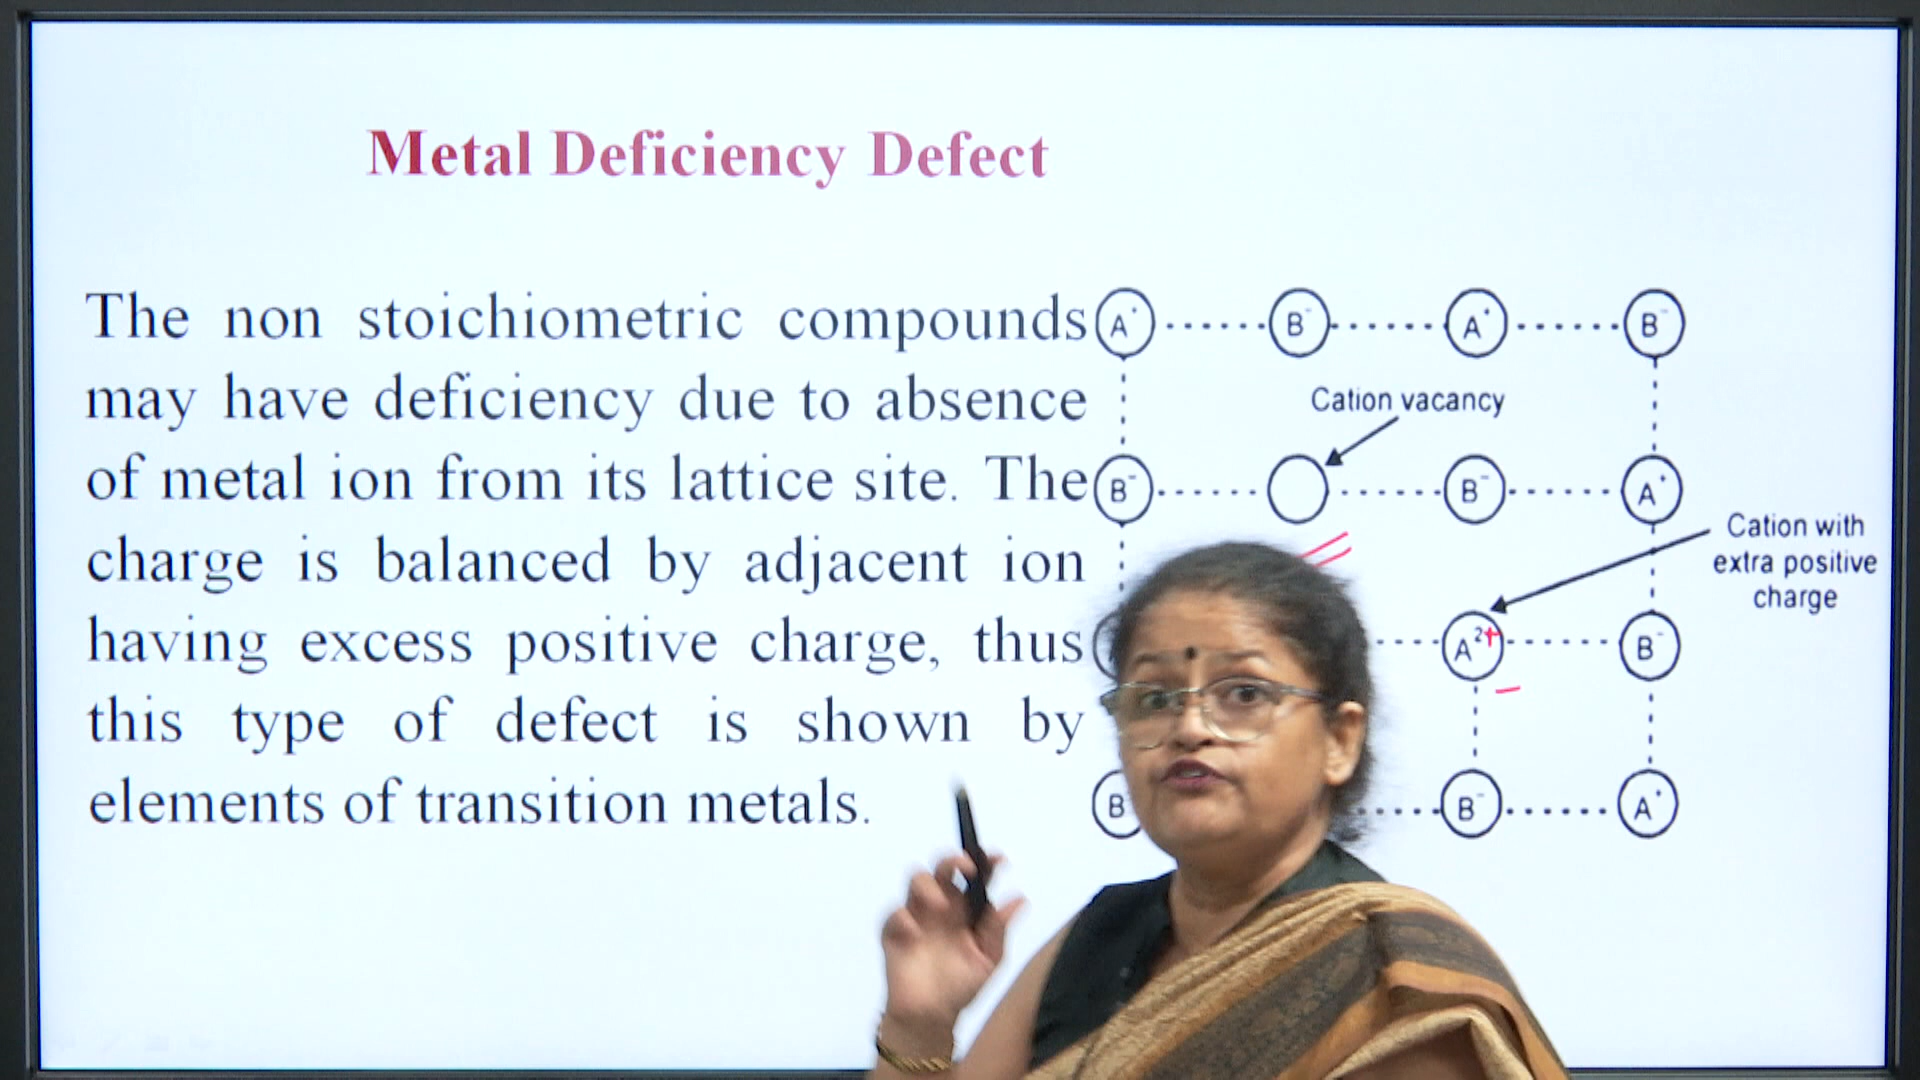 Metal Deficiency Defect
The non stoichiometric compounds
may have deficiency due to absence
of metal ion from its lattice site. The
charge is balanced by adjacent ion
having excess positive charge, thus
this type of defect is shown by
elements of transition metals.
A⁺ B⁻ A⁺ B⁻
Cation vacancy
B⁻ B⁻ A⁺
Cation with
extra positive
charge
A²⁺ B⁻
B B⁻ A⁺